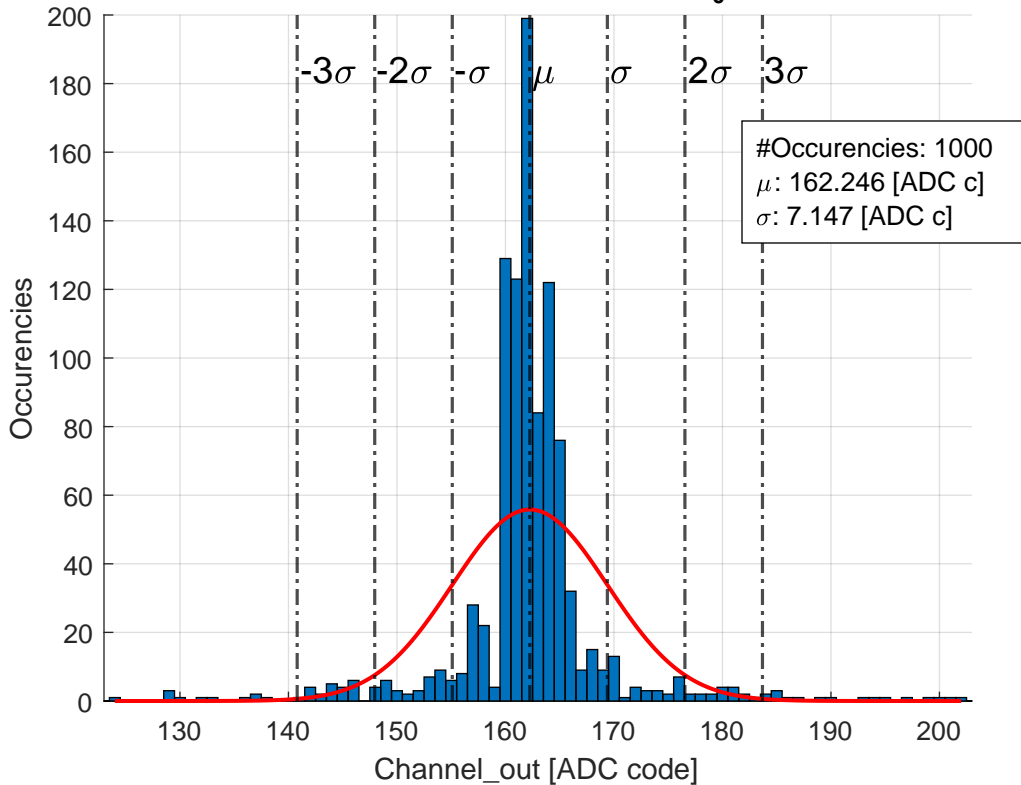 200
180
160
140
120
100
80
60
40
20
0
-3σ
-2σ
-σ
μ
σ
2σ
3σ
#Occurencies: 1000
μ: 162.246 [ADC c]
σ: 7.147 [ADC c]
Occurencies
130
140
150
160
170
180
190
200
Channel_out [ADC code]